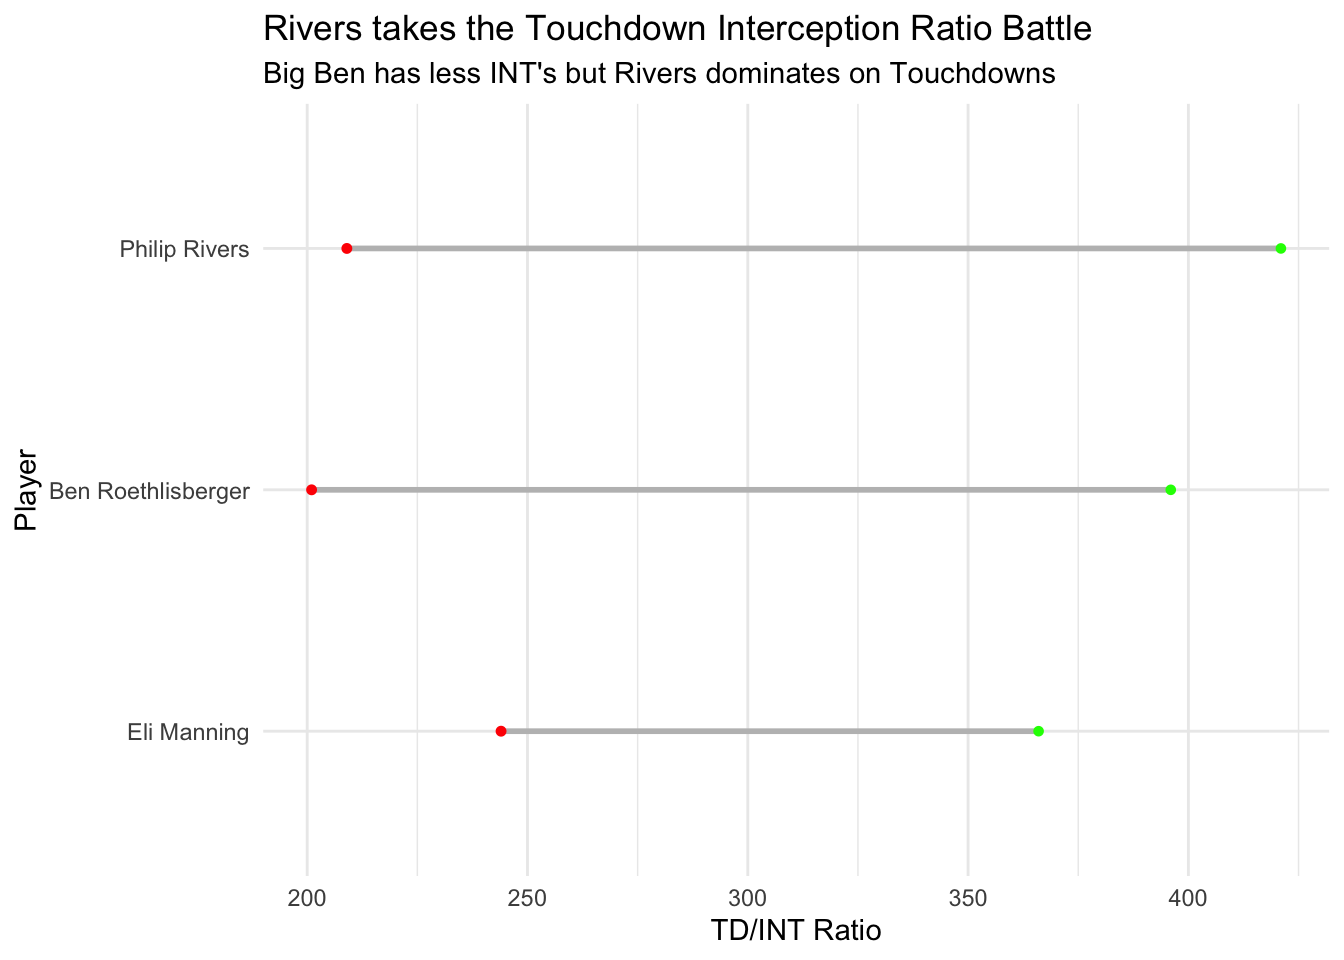 Rivers takes the Touchdown Interception Ratio Battle
Big Ben has less INT's but Rivers dominates on Touchdowns
Philip Rivers
Ben Roethlisberger
Eli Manning
Player
200 250 300 350 400
TD/INT Ratio